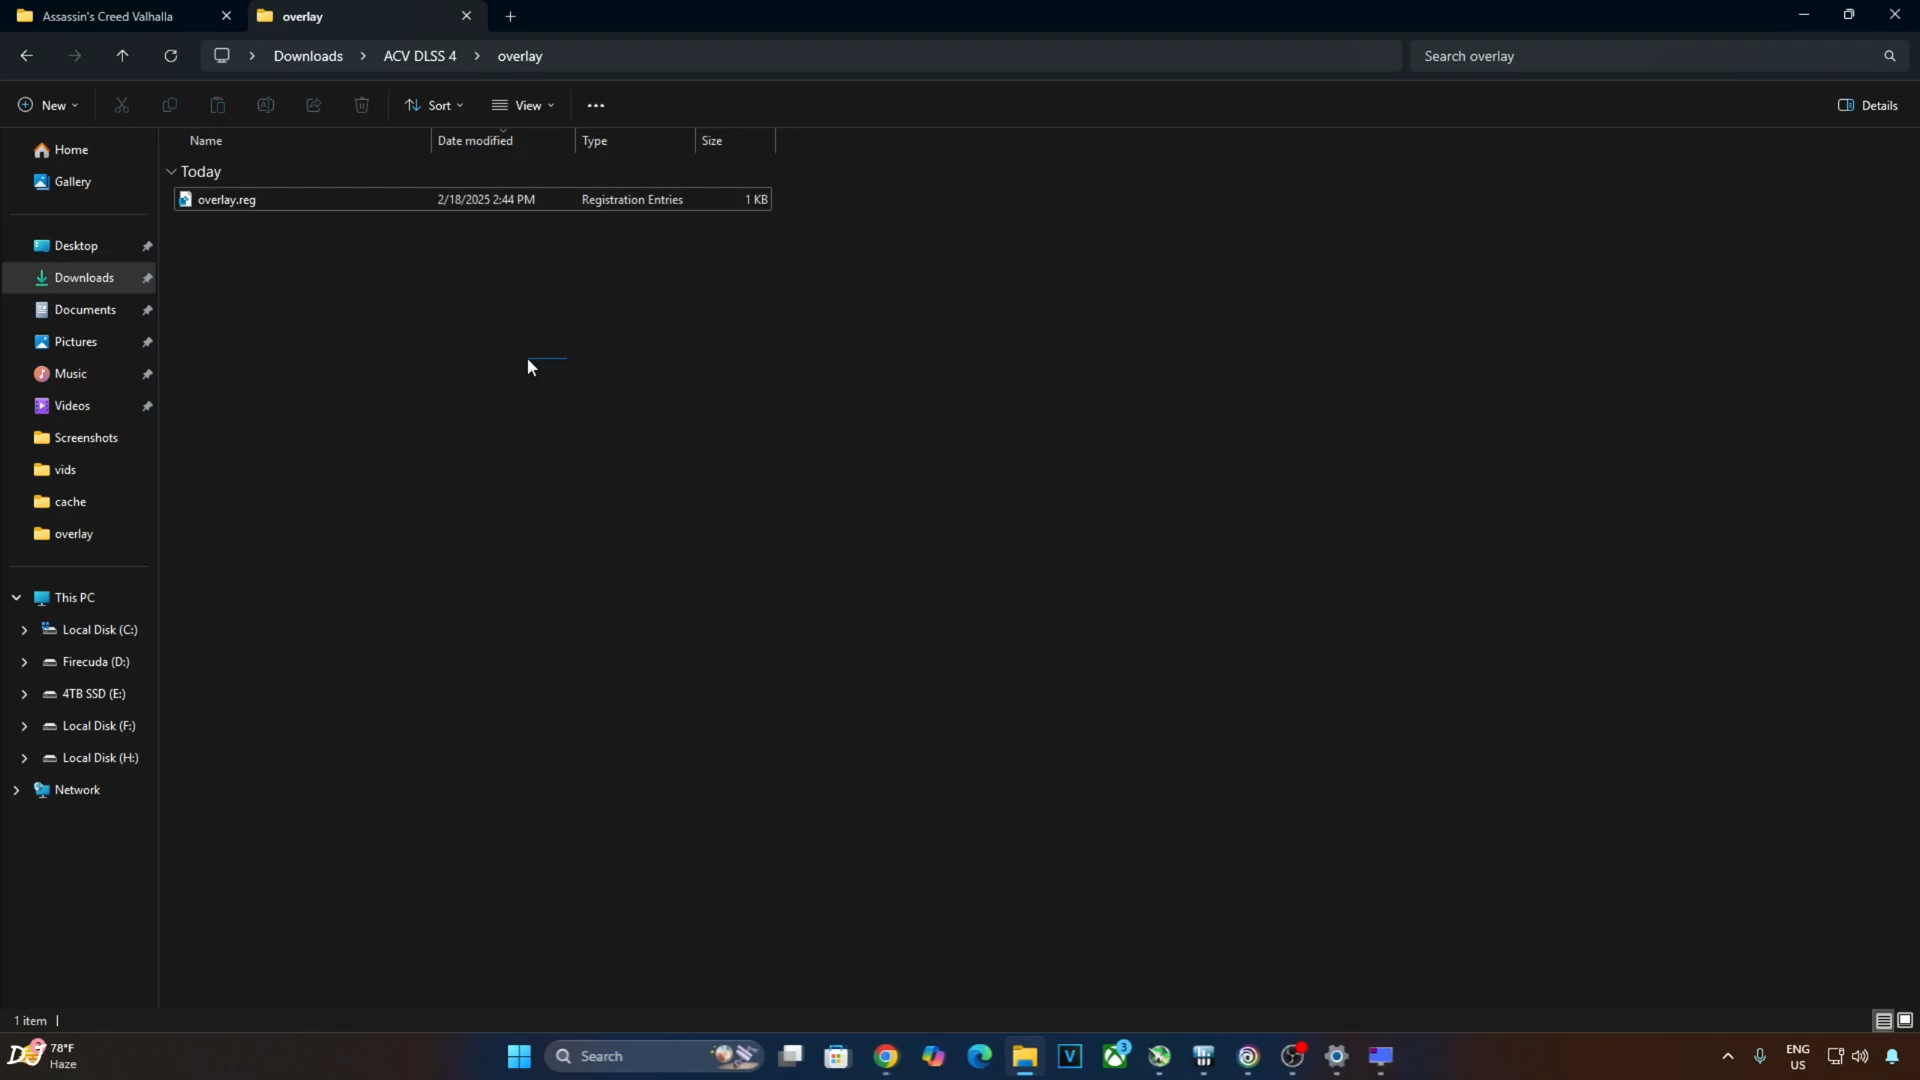 Assassin's Creed Valhalla
overlay
Downloads
ACV DLSS 4
overlay
Search overlay
New
Sort
View
Details
Name
Date modified
Type
Size
Today
overlay.reg
2/18/2025 2:44 PM
Registration Entries
1 KB
Home
Gallery
Desktop
Downloads
Documents
Pictures
Music
Videos
Screenshots
vids
cache
overlay
This PC
Local Disk (C:)
Firecuda (D:)
4TB SSD (E:)
Local Disk (F:)
Local Disk (H:)
Network
1 item
78°F
Haze
Search
V
3
ENG
US